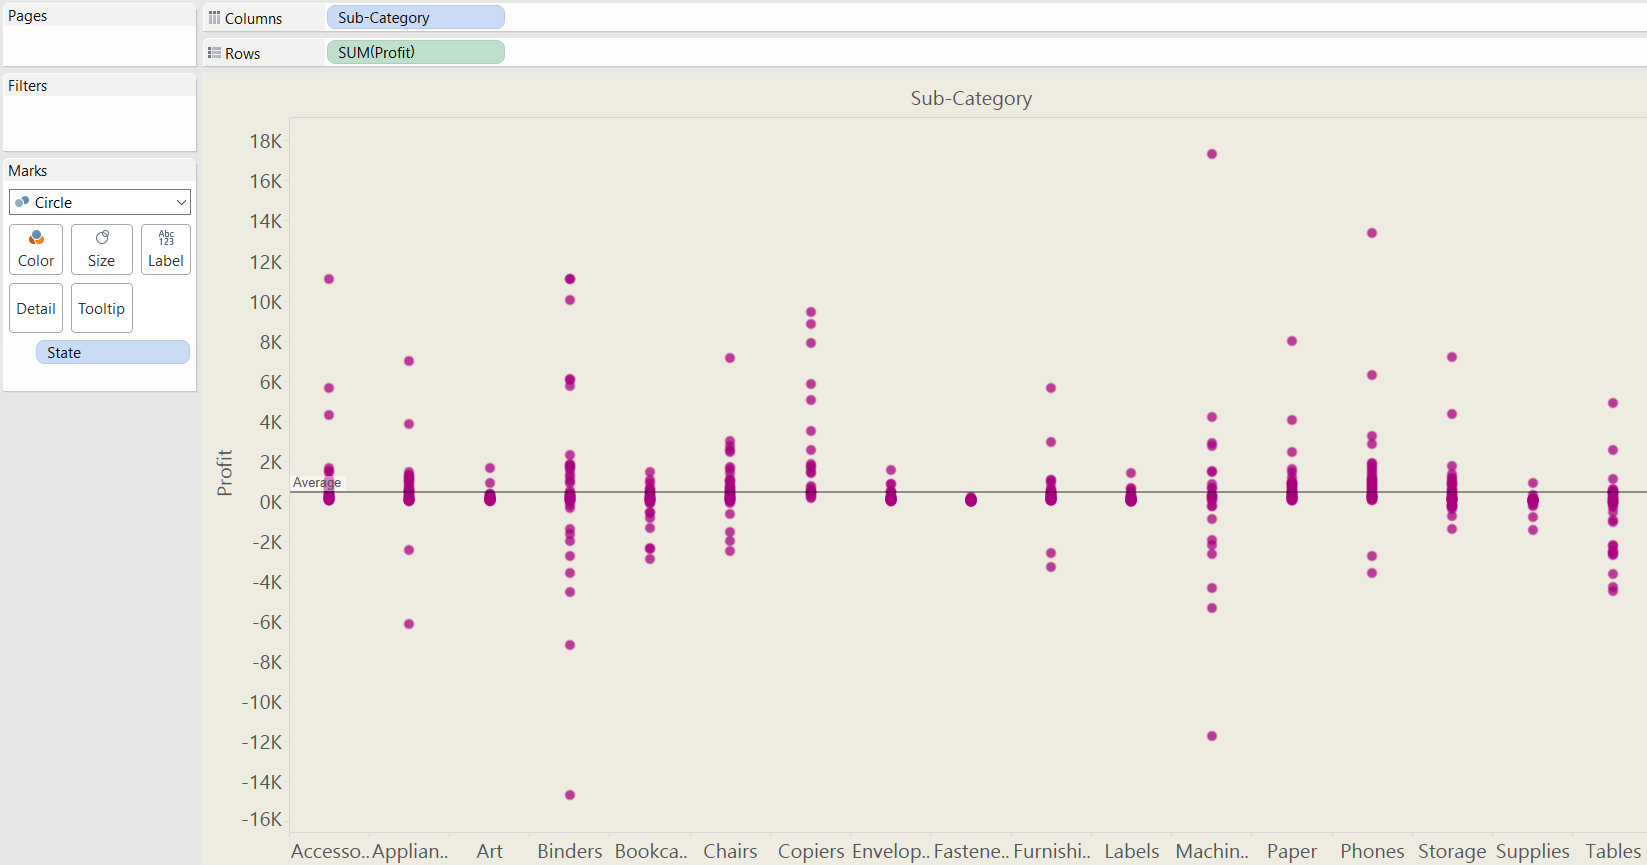 Pages
Columns
Sub-Category
Rows
SUM(Profit)
Filters
Marks
Circle
Color
Size
Abc
123
Label
Detail
Tooltip
State
Sub-Category
18K
16K
14K
12K
10K
8K
6K
4K
2K
0K
-2K
-4K
-6K
-8K
-10K
-12K
-14K
-16K
Profit
Average
Accesso.. Applian.. Art Binders Bookca.. Chairs Copiers Envelop.. Fastene.. Furnishi.. Labels Machin.. Paper Phones Storage Supplies Tables